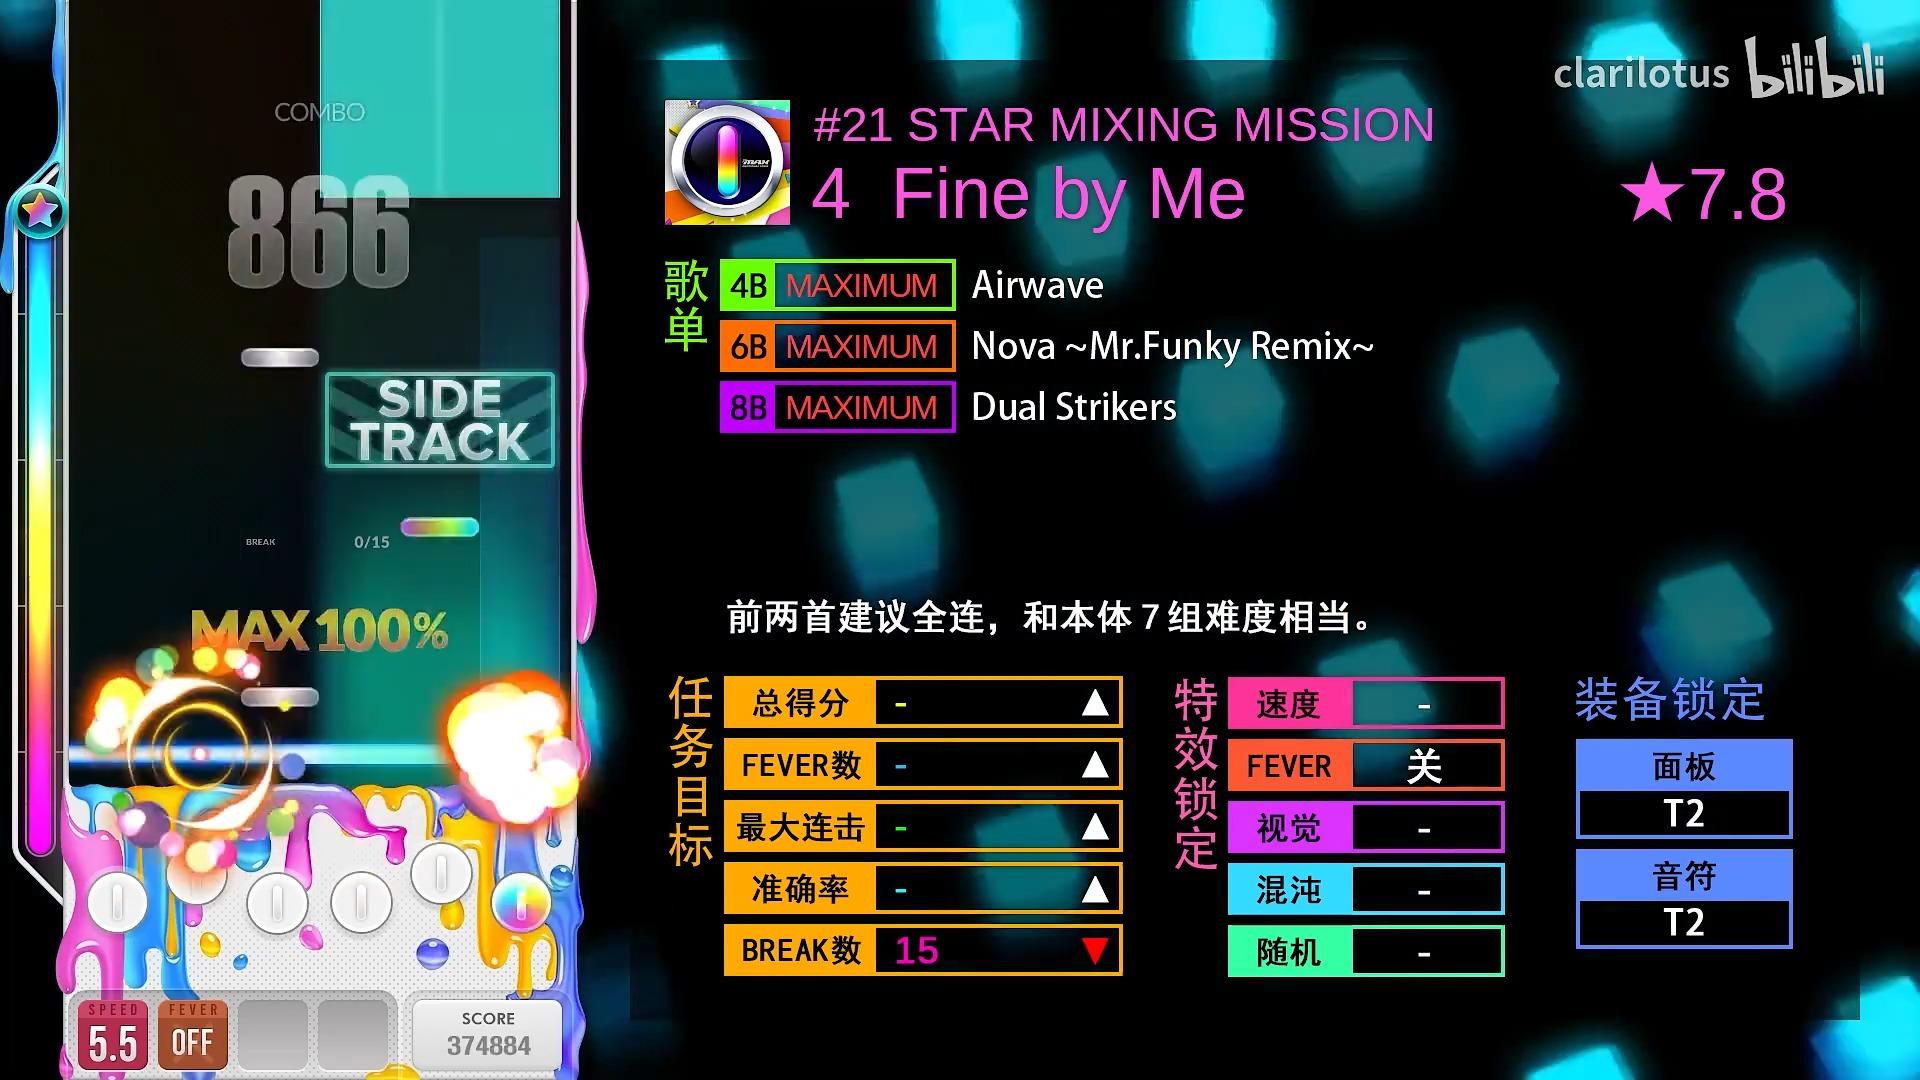 COMBO
866
SIDE
TRACK
BREAK 0/15
MAX 100%
SPEED
5.5
FEVER
OFF
SCORE
374884
clarilotus bilibili
#21 STAR MIXING MISSION
4 Fine by Me
★7.8
歌单
4B MAXIMUM Airwave
6B MAXIMUM Nova ~Mr.Funky Remix~
8B MAXIMUM Dual Strikers
前两首建议全连，和本体7组难度相当。
任务目标
总得分 - ▲
FEVER数 - ▲
最大连击 - ▲
准确率 - ▲
BREAK数 15 ▼
特效锁定
速度 -
FEVER 关
视觉 -
混沌 -
随机 -
装备锁定
面板
T2
音符
T2